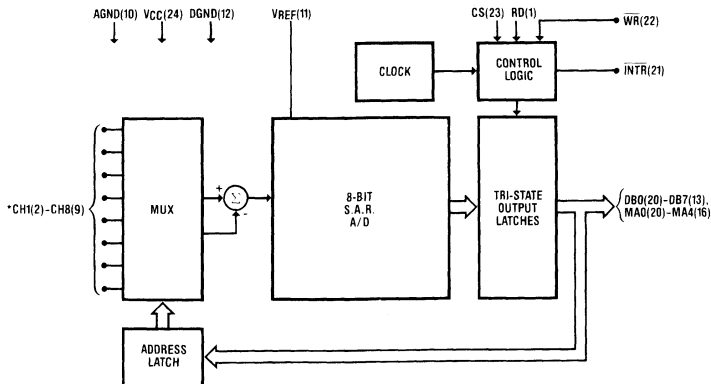 AGND(10) VCC(24) DGND(12) VREF(11) CS(23) RD(1)
WR(22)
CLOCK
CONTROL
LOGIC
INTR(21)
*CH1(2)-CH8(9)
MUX
+
Σ
-
8-BIT
S.A.R.
A/D
TRI-STATE
OUTPUT
LATCHES
DB0(20)-DB7(13),
MA0(20)-MA4(16)
ADDRESS
LATCH